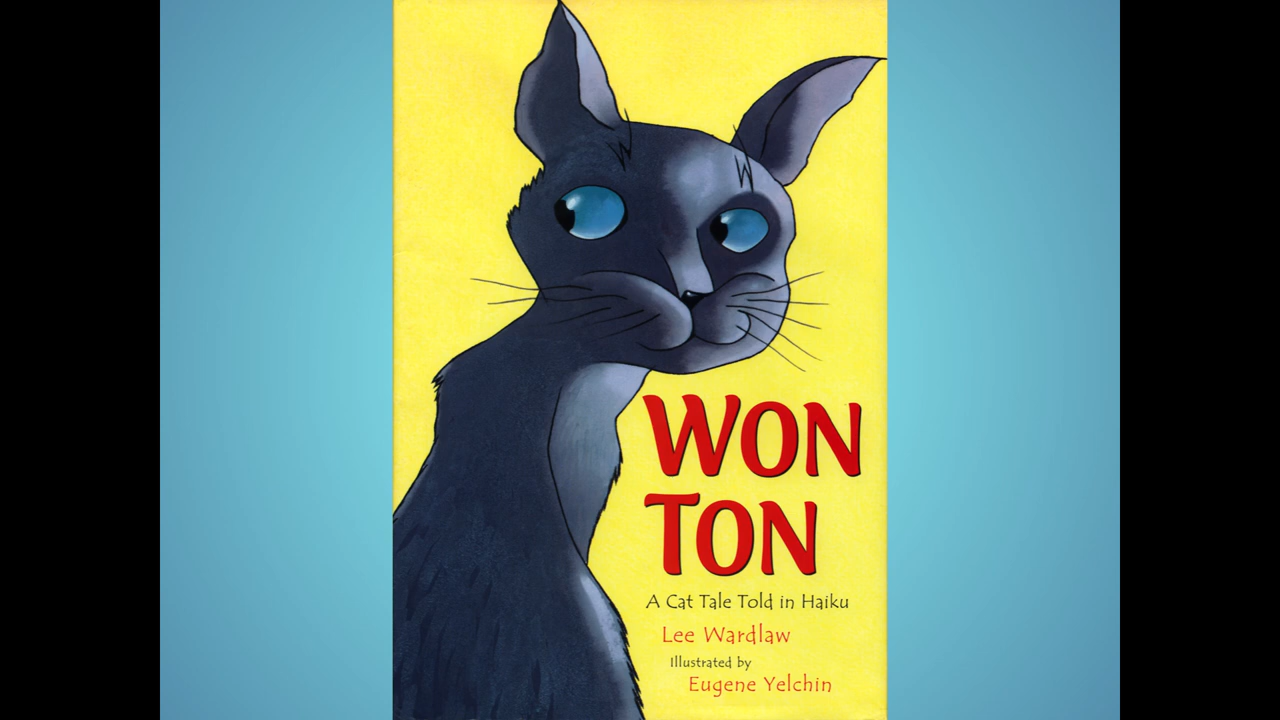 WON
TON
A Cat Tale Told in Haiku
Lee Wardlaw
Illustrated by
Eugene Yelchin